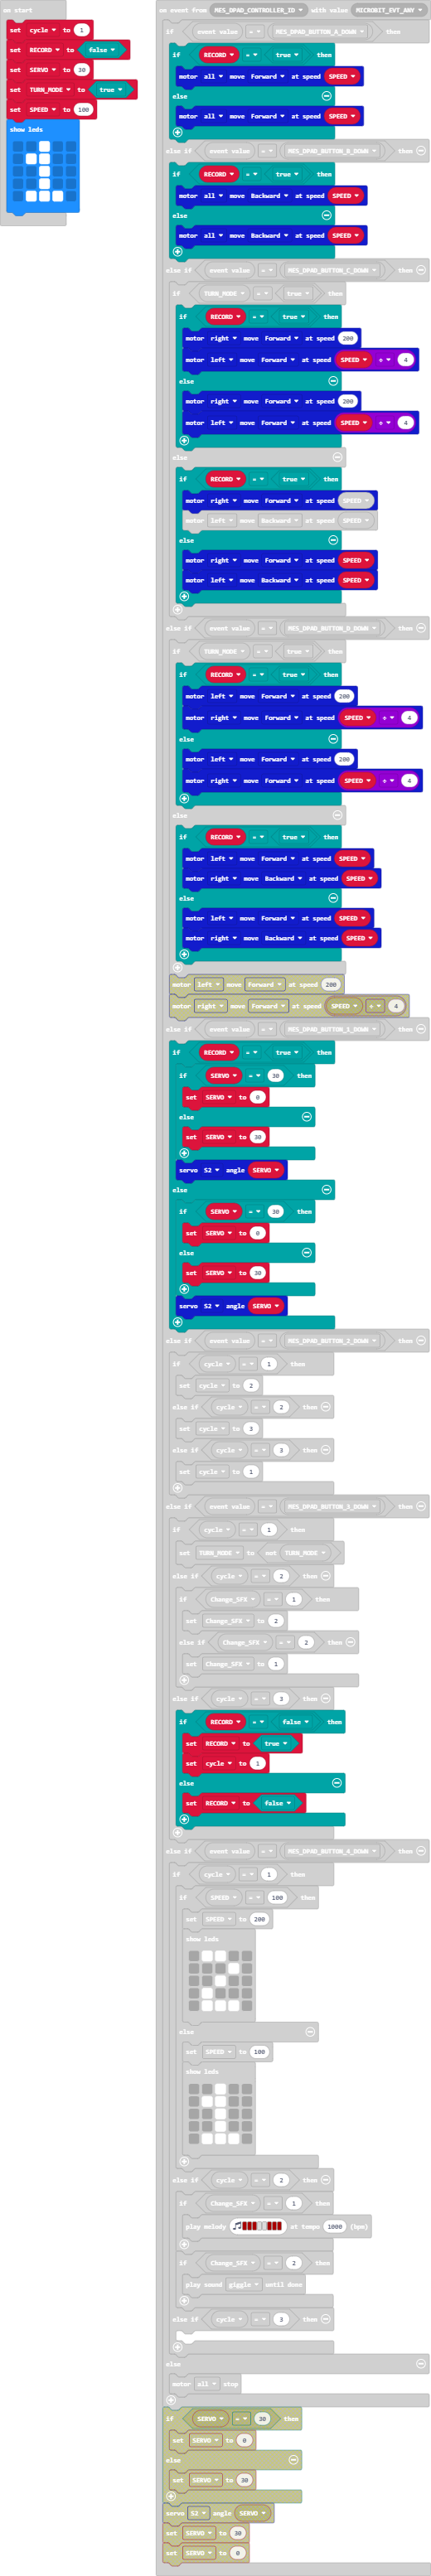 on start
set cycle to 1
set RECORD to false
set SERVO to 30
set TURN_MODE to true
set SPEED to 100
show leds
on event from MES_DPAD_CONTROLLER_ID with value MICROBIT_EVT_ANY
if event value = MES_DPAD_BUTTON_A_DOWN then
if RECORD = true then
motor all move Forward at speed SPEED
else
motor all move Forward at speed SPEED
else if event value = MES_DPAD_BUTTON_B_DOWN then
if RECORD = true then
motor all move Backward at speed SPEED
else
motor all move Backward at speed SPEED
else if event value = MES_DPAD_BUTTON_C_DOWN then
if TURN_MODE = true then
if RECORD = true then
motor right move Forward at speed 200
motor left move Forward at speed SPEED ÷ 4
else
motor right move Forward at speed 200
motor left move Forward at speed SPEED ÷ 4
else
if RECORD = true then
motor right move Forward at speed SPEED
motor left move Backward at speed SPEED
else
motor right move Forward at speed SPEED
motor left move Backward at speed SPEED
else if event value = MES_DPAD_BUTTON_D_DOWN then
if TURN_MODE = true then
if RECORD = true then
motor left move Forward at speed 200
motor right move Forward at speed SPEED ÷ 4
else
motor left move Forward at speed 200
motor right move Forward at speed SPEED ÷ 4
else
if RECORD = true then
motor left move Forward at speed SPEED
motor right move Backward at speed SPEED
else
motor left move Forward at speed SPEED
motor right move Backward at speed SPEED
motor left move Forward at speed 200
motor right move Forward at speed SPEED ÷ 4
else if event value = MES_DPAD_BUTTON_1_DOWN then
if RECORD = true then
if SERVO = 30 then
set SERVO to 0
else
set SERVO to 30
servo S2 angle SERVO
else
if SERVO = 30 then
set SERVO to 0
else
set SERVO to 30
servo S2 angle SERVO
else if event value = MES_DPAD_BUTTON_2_DOWN then
if cycle = 1 then
set cycle to 2
else if cycle = 2 then
set cycle to 3
else if cycle = 3 then
set cycle to 1
else if event value = MES_DPAD_BUTTON_3_DOWN then
if cycle = 1 then
set TURN_MODE to not TURN_MODE
else if cycle = 2 then
if Change_SFX = 1 then
set Change_SFX to 2
else if Change_SFX = 2 then
set Change_SFX to 1
else if cycle = 3 then
if RECORD = false then
set RECORD to true
set cycle to 1
else
set RECORD to false
else if event value = MES_DPAD_BUTTON_4_DOWN then
if cycle = 1 then
if SPEED = 100 then
set SPEED to 200
show leds
else
set SPEED to 100
show leds
else if cycle = 2 then
if Change_SFX = 1 then
play melody at tempo 1000 (bpm)
if Change_SFX = 2 then
play sound giggle until done
else if cycle = 3 then
else
motor all stop
if SERVO = 30 then
set SERVO to 0
else
set SERVO to 30
servo S2 angle SERVO
set SERVO to 30
set SERVO to 0